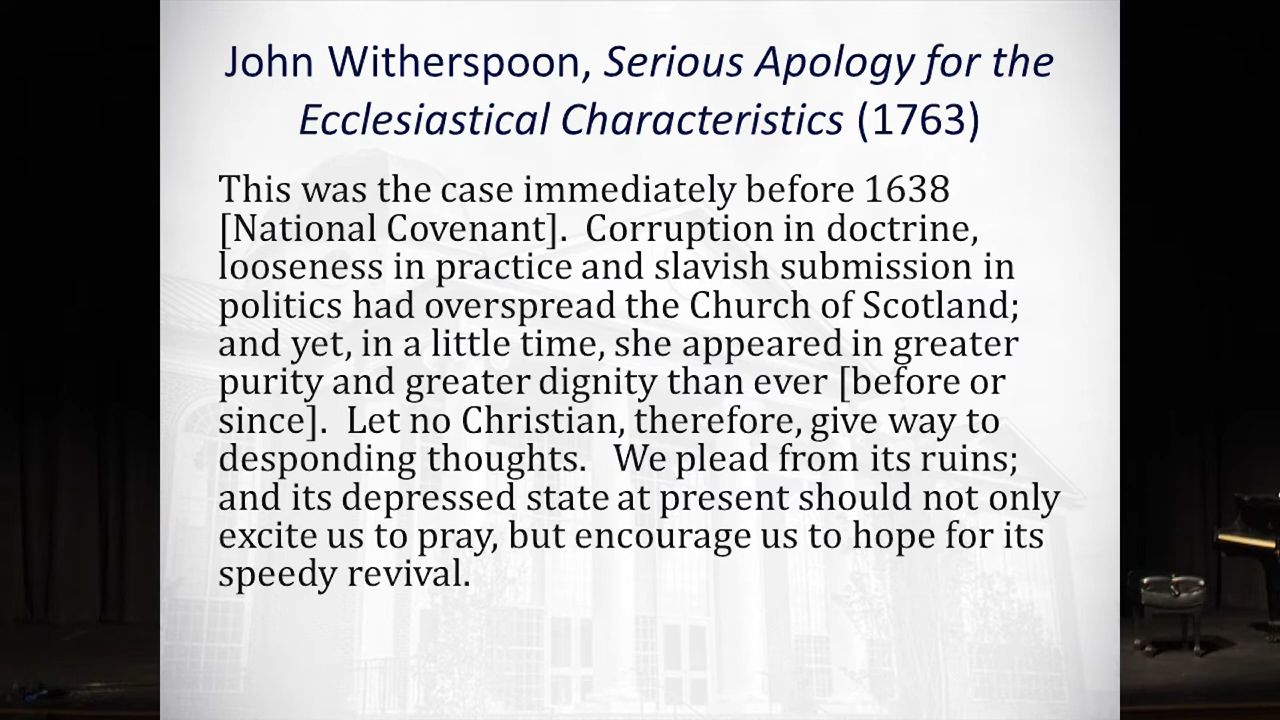 John Witherspoon, Serious Apology for the
Ecclesiastical Characteristics (1763)
This was the case immediately before 1638
[National Covenant].  Corruption in doctrine,
looseness in practice and slavish submission in
politics had overspread the Church of Scotland;
and yet, in a little time, she appeared in greater
purity and greater dignity than ever [before or
since].  Let no Christian, therefore, give way to
desponding thoughts.   We plead from its ruins;
and its depressed state at present should not only
excite us to pray, but encourage us to hope for its
speedy revival.